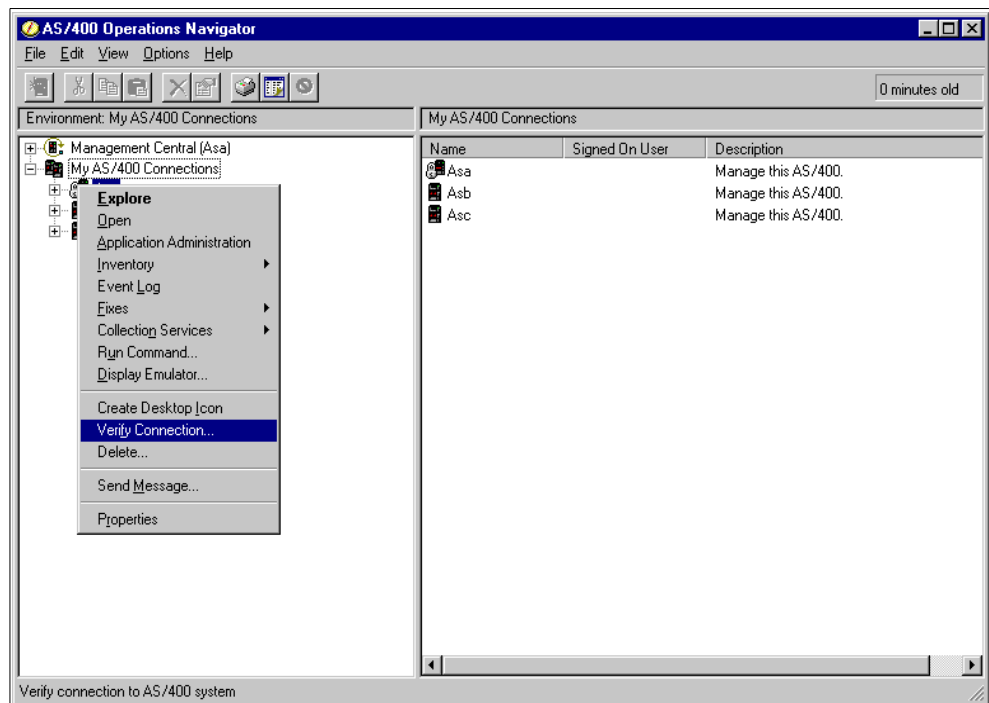 AS/400 Operations Navigator
File Edit View Options Help
0 minutes old
Environment: My AS/400 Connections
My AS/400 Connections
Management Central (Asa)
My AS/400 Connections
Name Signed On User Description
Asa Manage this AS/400.
Asb Manage this AS/400.
Asc Manage this AS/400.
Explore
Open
Application Administration
Inventory
Event Log
Fixes
Collection Services
Run Command...
Display Emulator...
Create Desktop Icon
Verify Connection...
Delete...
Send Message...
Properties
Verify connection to AS/400 system